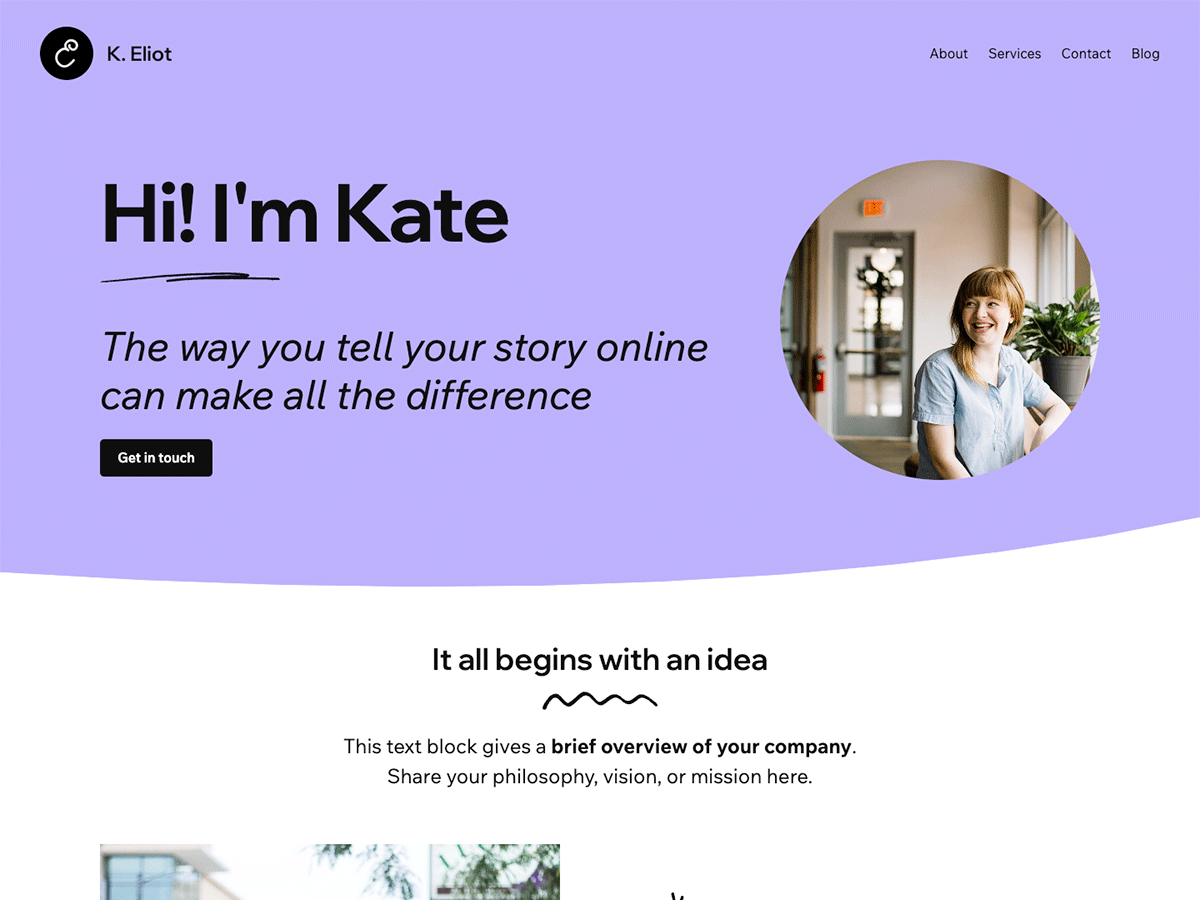 K. Eliot
About Services Contact Blog
Hi! I'm Kate
The way you tell your story online
can make all the difference
Get in touch
It all begins with an idea
This text block gives a brief overview of your company.
Share your philosophy, vision, or mission here.